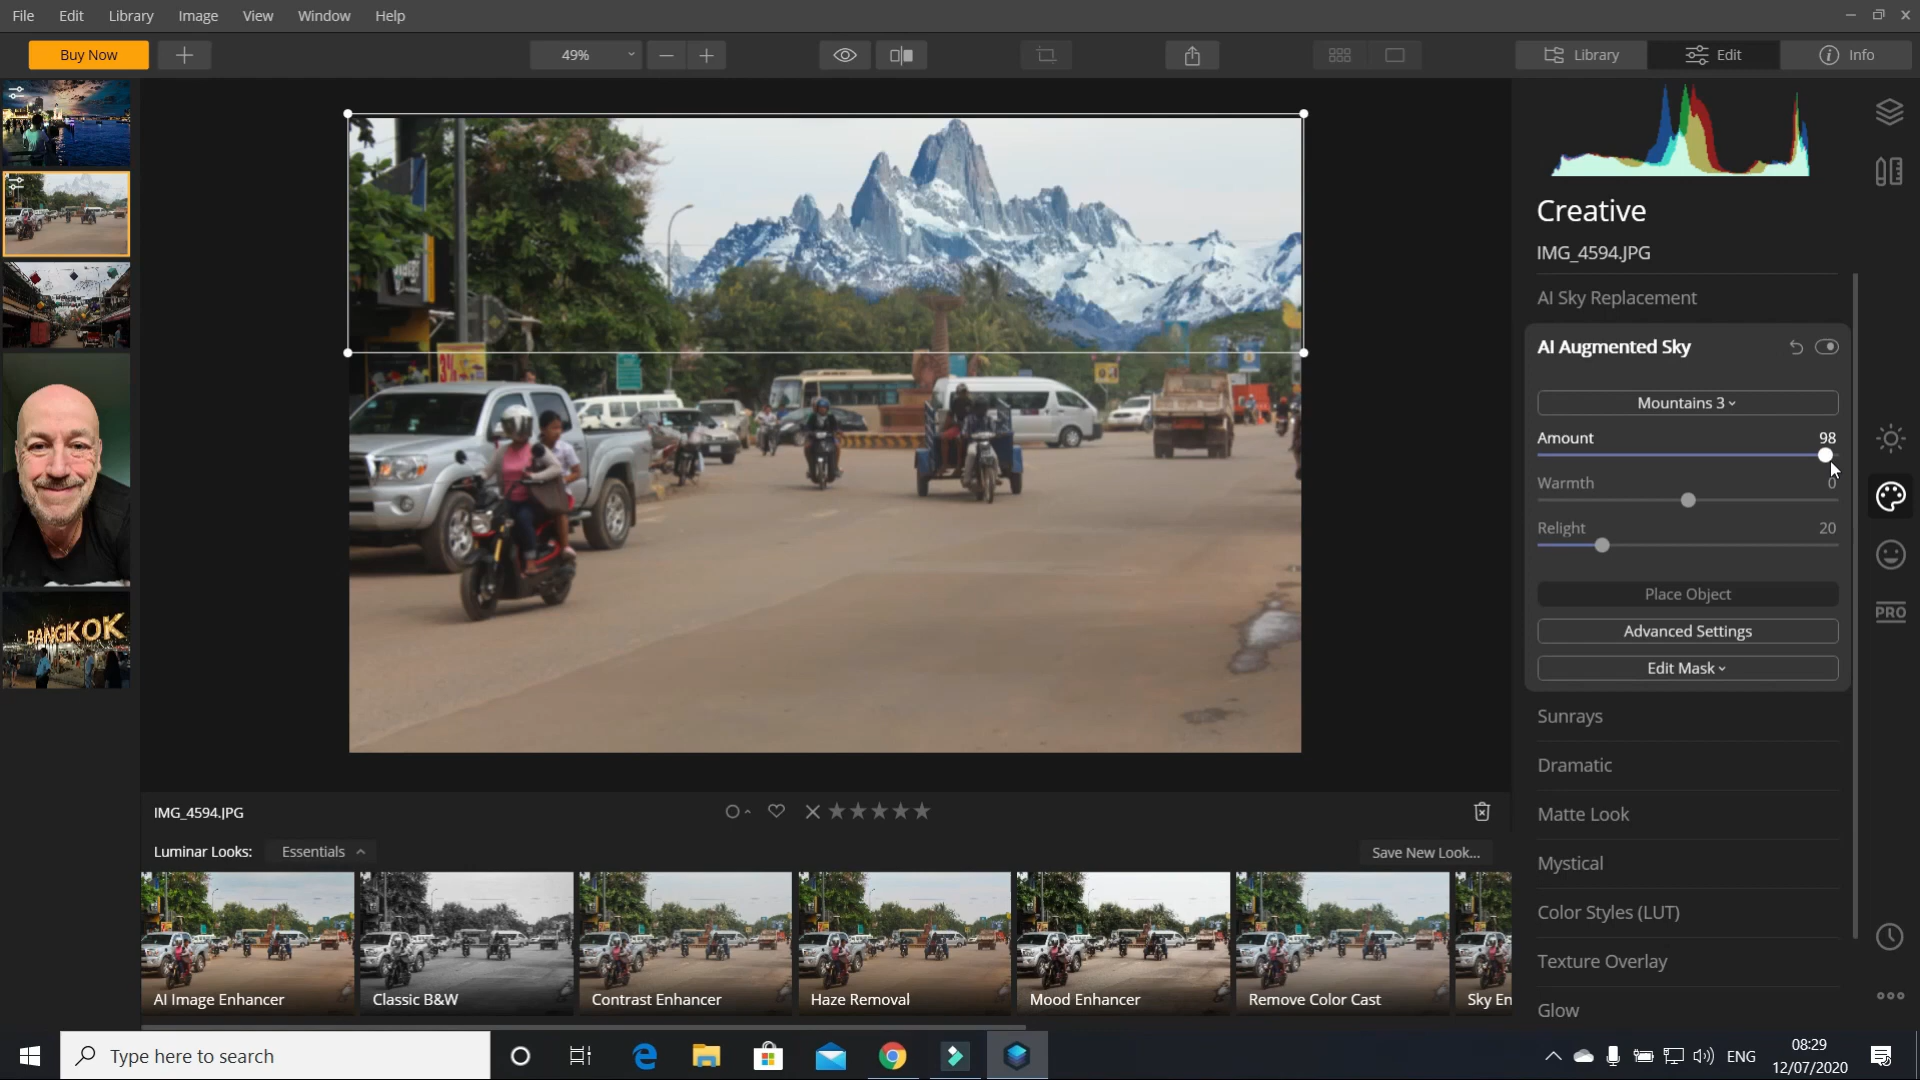 File Edit Library Image View Window Help
Buy Now 49% Library Edit Info
Creative
IMG_4594.JPG
AI Sky Replacement
AI Augmented Sky
Mountains 3
Amount 98
Warmth 0
Relight 20
Place Object
Advanced Settings
Edit Mask
Sunrays
Dramatic
Matte Look
Mystical
Color Styles (LUT)
Texture Overlay
Glow
PRO
BANGKOK
IMG_4594.JPG
Luminar Looks: Essentials Save New Look...
AI Image Enhancer Classic B&W Contrast Enhancer Haze Removal Mood Enhancer Remove Color Cast Sky En
Type here to search ENG 08:29
12/07/2020